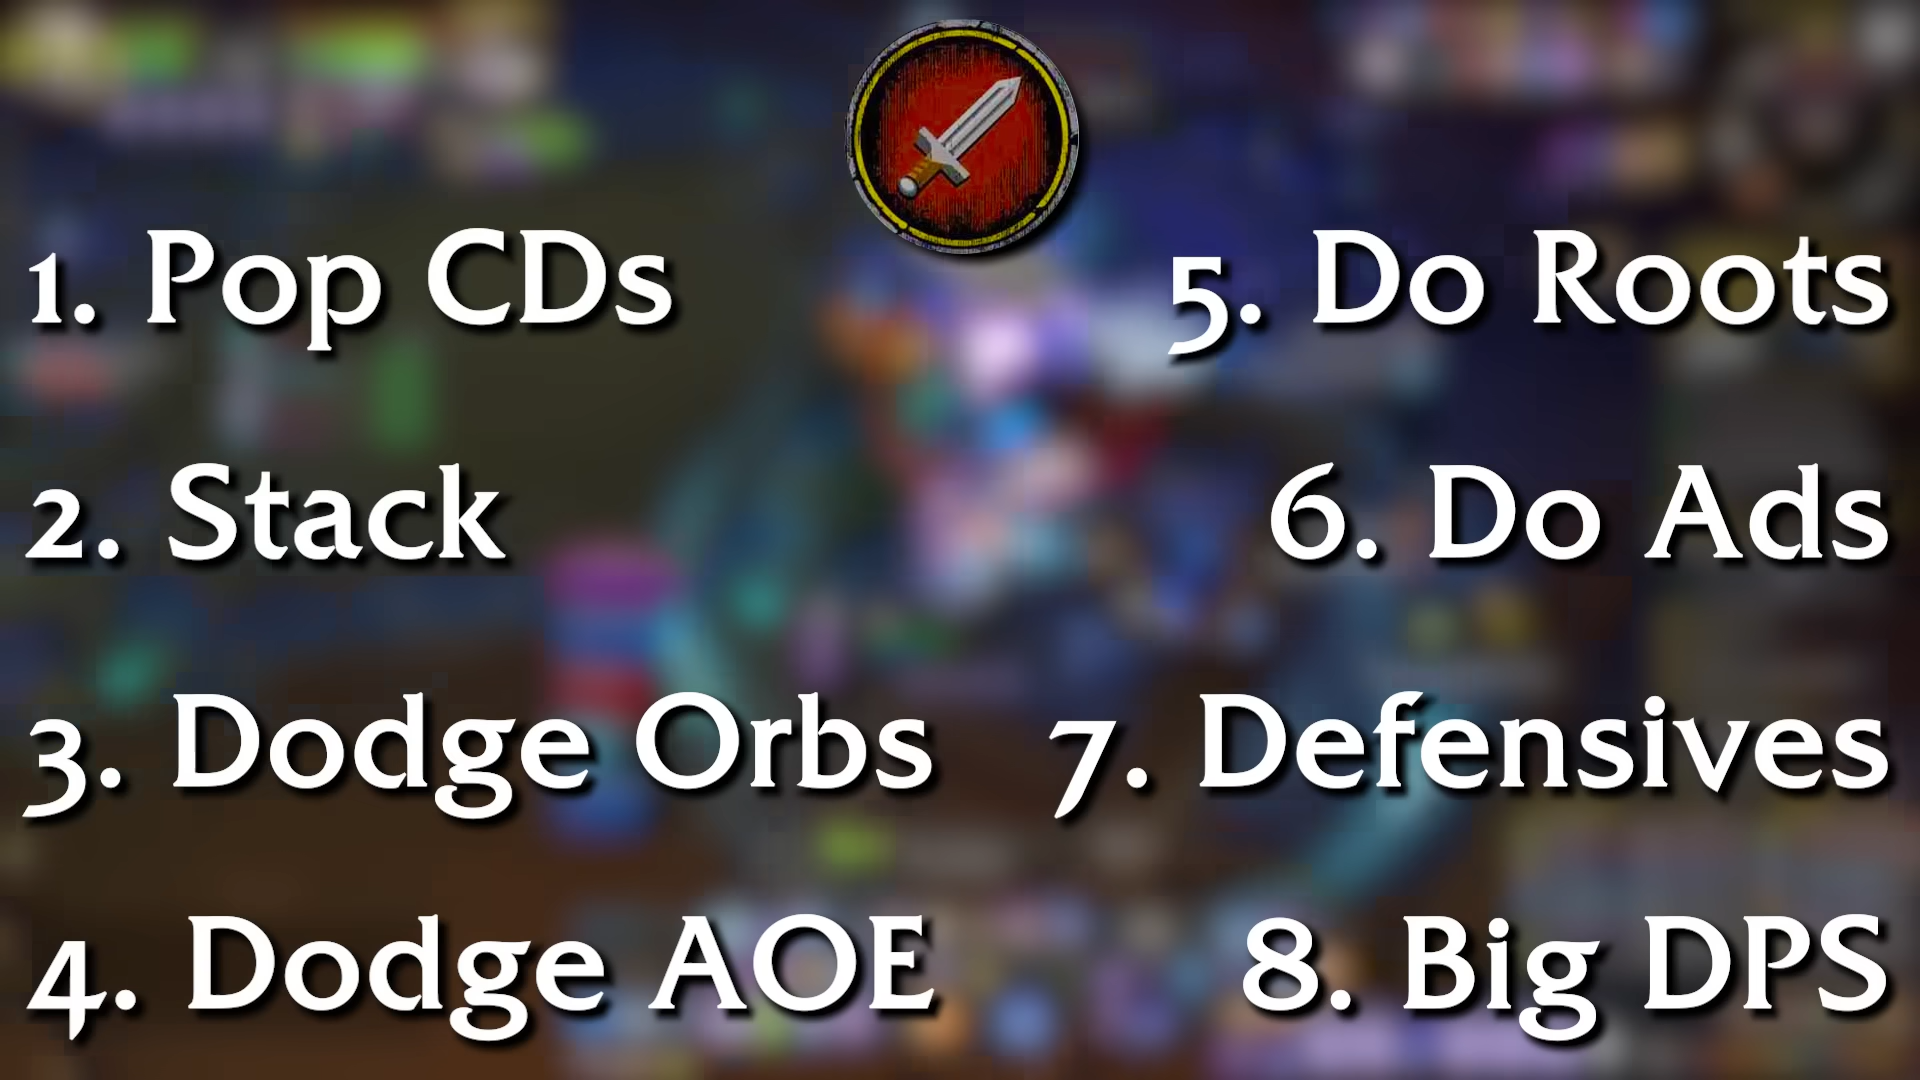 1. Pop CDs
2. Stack
3. Dodge Orbs
4. Dodge AOE
5. Do Roots
6. Do Ads
7. Defensives
8. Big DPS